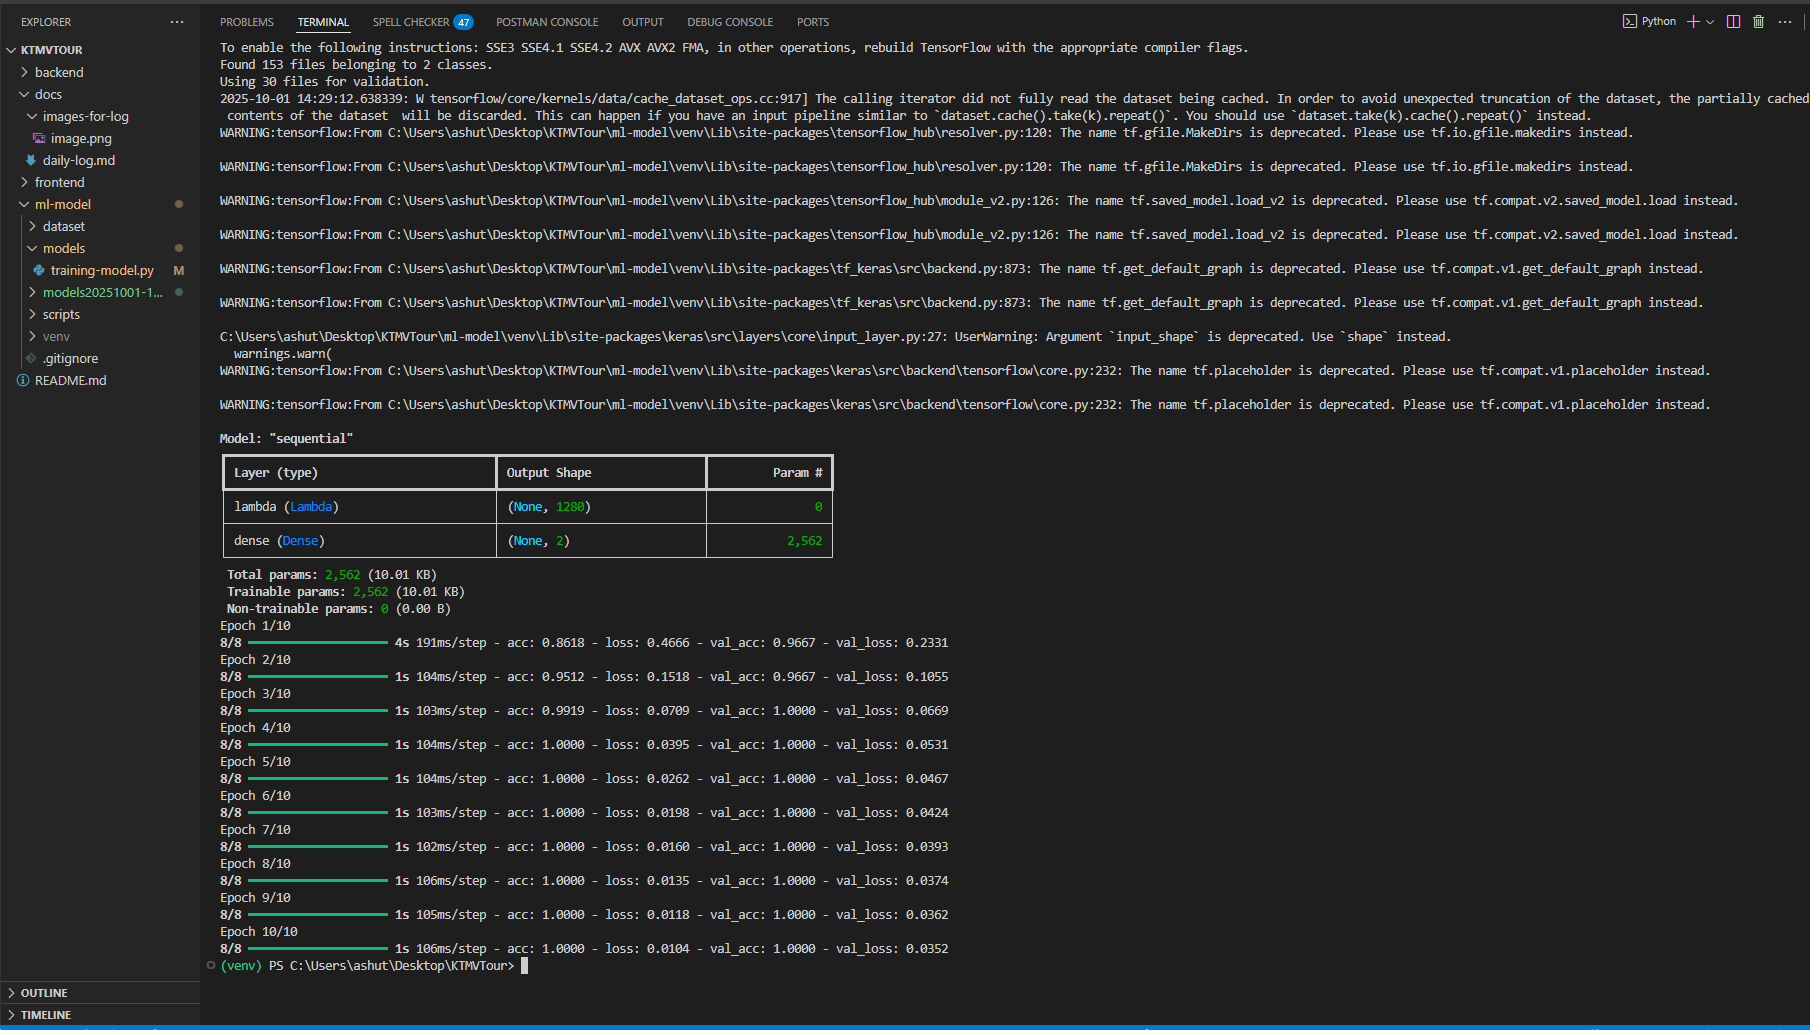 EXPLORER
KTMVTOUR
backend
docs
images-for-log
image.png
daily-log.md
frontend
ml-model
dataset
models
training-model.py M
models20251001-1...
scripts
venv
.gitignore
README.md
OUTLINE
TIMELINE
PROBLEMS TERMINAL SPELL CHECKER 47 POSTMAN CONSOLE OUTPUT DEBUG CONSOLE PORTS
Python
To enable the following instructions: SSE3 SSE4.1 SSE4.2 AVX AVX2 FMA, in other operations, rebuild TensorFlow with the appropriate compiler flags.
Found 153 files belonging to 2 classes.
Using 30 files for validation.
2025-10-01 14:29:12.638339: W tensorflow/core/kernels/data/cache_dataset_ops.cc:917] The calling iterator did not fully read the dataset being cached. In order to avoid unexpected truncation of the dataset, the partially cached
contents of the dataset  will be discarded. This can happen if you have an input pipeline similar to `dataset.cache().take(k).repeat()`. You should use `dataset.take(k).cache().repeat()` instead.
WARNING:tensorflow:From C:\Users\ashut\Desktop\KTMVTour\ml-model\venv\Lib\site-packages\tensorflow_hub\resolver.py:120: The name tf.gfile.MakeDirs is deprecated. Please use tf.io.gfile.makedirs instead.
WARNING:tensorflow:From C:\Users\ashut\Desktop\KTMVTour\ml-model\venv\Lib\site-packages\tensorflow_hub\resolver.py:120: The name tf.gfile.MakeDirs is deprecated. Please use tf.io.gfile.makedirs instead.
WARNING:tensorflow:From C:\Users\ashut\Desktop\KTMVTour\ml-model\venv\Lib\site-packages\tensorflow_hub\module_v2.py:126: The name tf.saved_model.load_v2 is deprecated. Please use tf.compat.v2.saved_model.load instead.
WARNING:tensorflow:From C:\Users\ashut\Desktop\KTMVTour\ml-model\venv\Lib\site-packages\tensorflow_hub\module_v2.py:126: The name tf.saved_model.load_v2 is deprecated. Please use tf.compat.v2.saved_model.load instead.
WARNING:tensorflow:From C:\Users\ashut\Desktop\KTMVTour\ml-model\venv\Lib\site-packages\tf_keras\src\backend.py:873: The name tf.get_default_graph is deprecated. Please use tf.compat.v1.get_default_graph instead.
WARNING:tensorflow:From C:\Users\ashut\Desktop\KTMVTour\ml-model\venv\Lib\site-packages\tf_keras\src\backend.py:873: The name tf.get_default_graph is deprecated. Please use tf.compat.v1.get_default_graph instead.
C:\Users\ashut\Desktop\KTMVTour\ml-model\venv\Lib\site-packages\keras\src\layers\core\input_layer.py:27: UserWarning: Argument `input_shape` is deprecated. Use `shape` instead.
warnings.warn(
WARNING:tensorflow:From C:\Users\ashut\Desktop\KTMVTour\ml-model\venv\Lib\site-packages\keras\src\backend\tensorflow\core.py:232: The name tf.placeholder is deprecated. Please use tf.compat.v1.placeholder instead.
WARNING:tensorflow:From C:\Users\ashut\Desktop\KTMVTour\ml-model\venv\Lib\site-packages\keras\src\backend\tensorflow\core.py:232: The name tf.placeholder is deprecated. Please use tf.compat.v1.placeholder instead.
Model: "sequential"
Layer (type) Output Shape Param #
lambda (Lambda) (None, 1280) 0
dense (Dense) (None, 2) 2,562
Total params: 2,562 (10.01 KB)
Trainable params: 2,562 (10.01 KB)
Non-trainable params: 0 (0.00 B)
Epoch 1/10
8/8 4s 191ms/step - acc: 0.8618 - loss: 0.4666 - val_acc: 0.9667 - val_loss: 0.2331
Epoch 2/10
8/8 1s 104ms/step - acc: 0.9512 - loss: 0.1518 - val_acc: 0.9667 - val_loss: 0.1055
Epoch 3/10
8/8 1s 103ms/step - acc: 0.9919 - loss: 0.0709 - val_acc: 1.0000 - val_loss: 0.0669
Epoch 4/10
8/8 1s 104ms/step - acc: 1.0000 - loss: 0.0395 - val_acc: 1.0000 - val_loss: 0.0531
Epoch 5/10
8/8 1s 104ms/step - acc: 1.0000 - loss: 0.0262 - val_acc: 1.0000 - val_loss: 0.0467
Epoch 6/10
8/8 1s 103ms/step - acc: 1.0000 - loss: 0.0198 - val_acc: 1.0000 - val_loss: 0.0424
Epoch 7/10
8/8 1s 102ms/step - acc: 1.0000 - loss: 0.0160 - val_acc: 1.0000 - val_loss: 0.0393
Epoch 8/10
8/8 1s 106ms/step - acc: 1.0000 - loss: 0.0135 - val_acc: 1.0000 - val_loss: 0.0374
Epoch 9/10
8/8 1s 105ms/step - acc: 1.0000 - loss: 0.0118 - val_acc: 1.0000 - val_loss: 0.0362
Epoch 10/10
8/8 1s 106ms/step - acc: 1.0000 - loss: 0.0104 - val_acc: 1.0000 - val_loss: 0.0352
(venv) PS C:\Users\ashut\Desktop\KTMVTour>